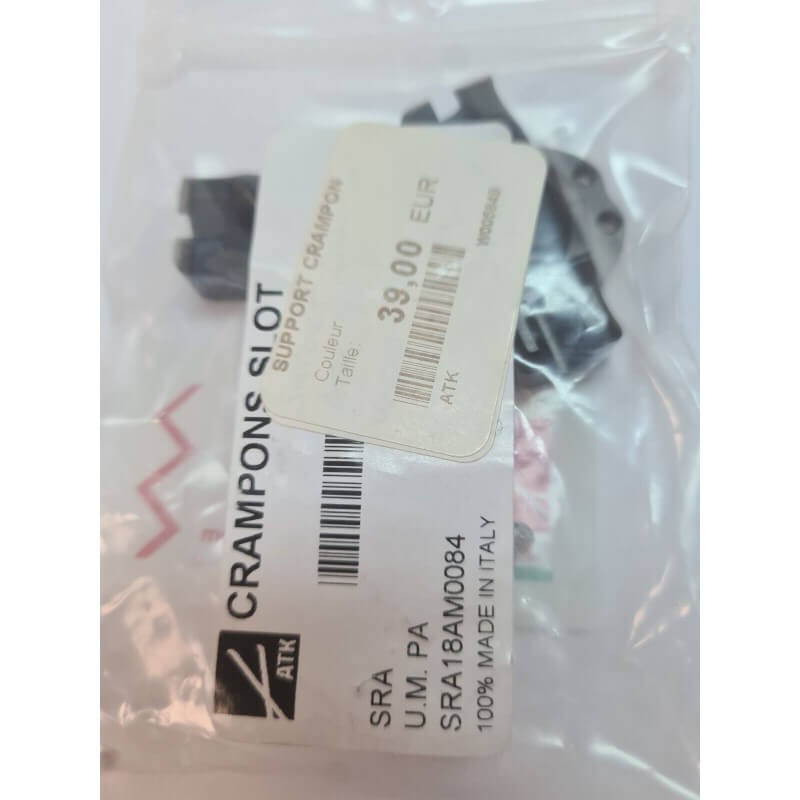 SUPPORT CRAMPON
Couleur
Taille:
39,00 EUR
ATK
CRAMPONS SLOT
ATK
SRA
U.M. PA
SRA18AM0084
100% MADE IN ITALY